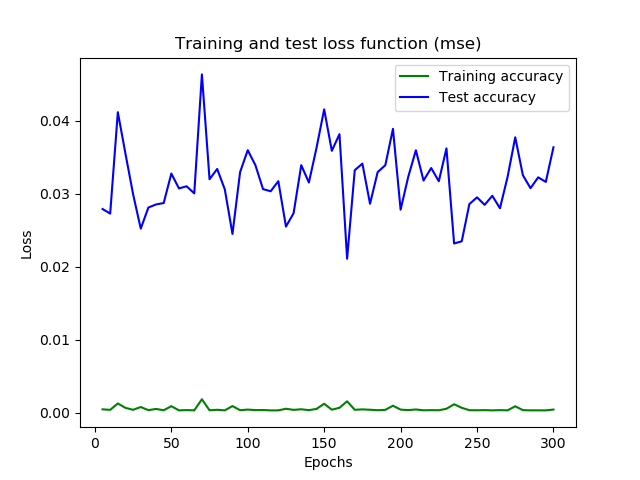 Training and test loss function (mse)
Training accuracy
Test accuracy
0.04
0.03
0.02
0.01
0.00
Loss
0
50
100
150
200
250
300
Epochs